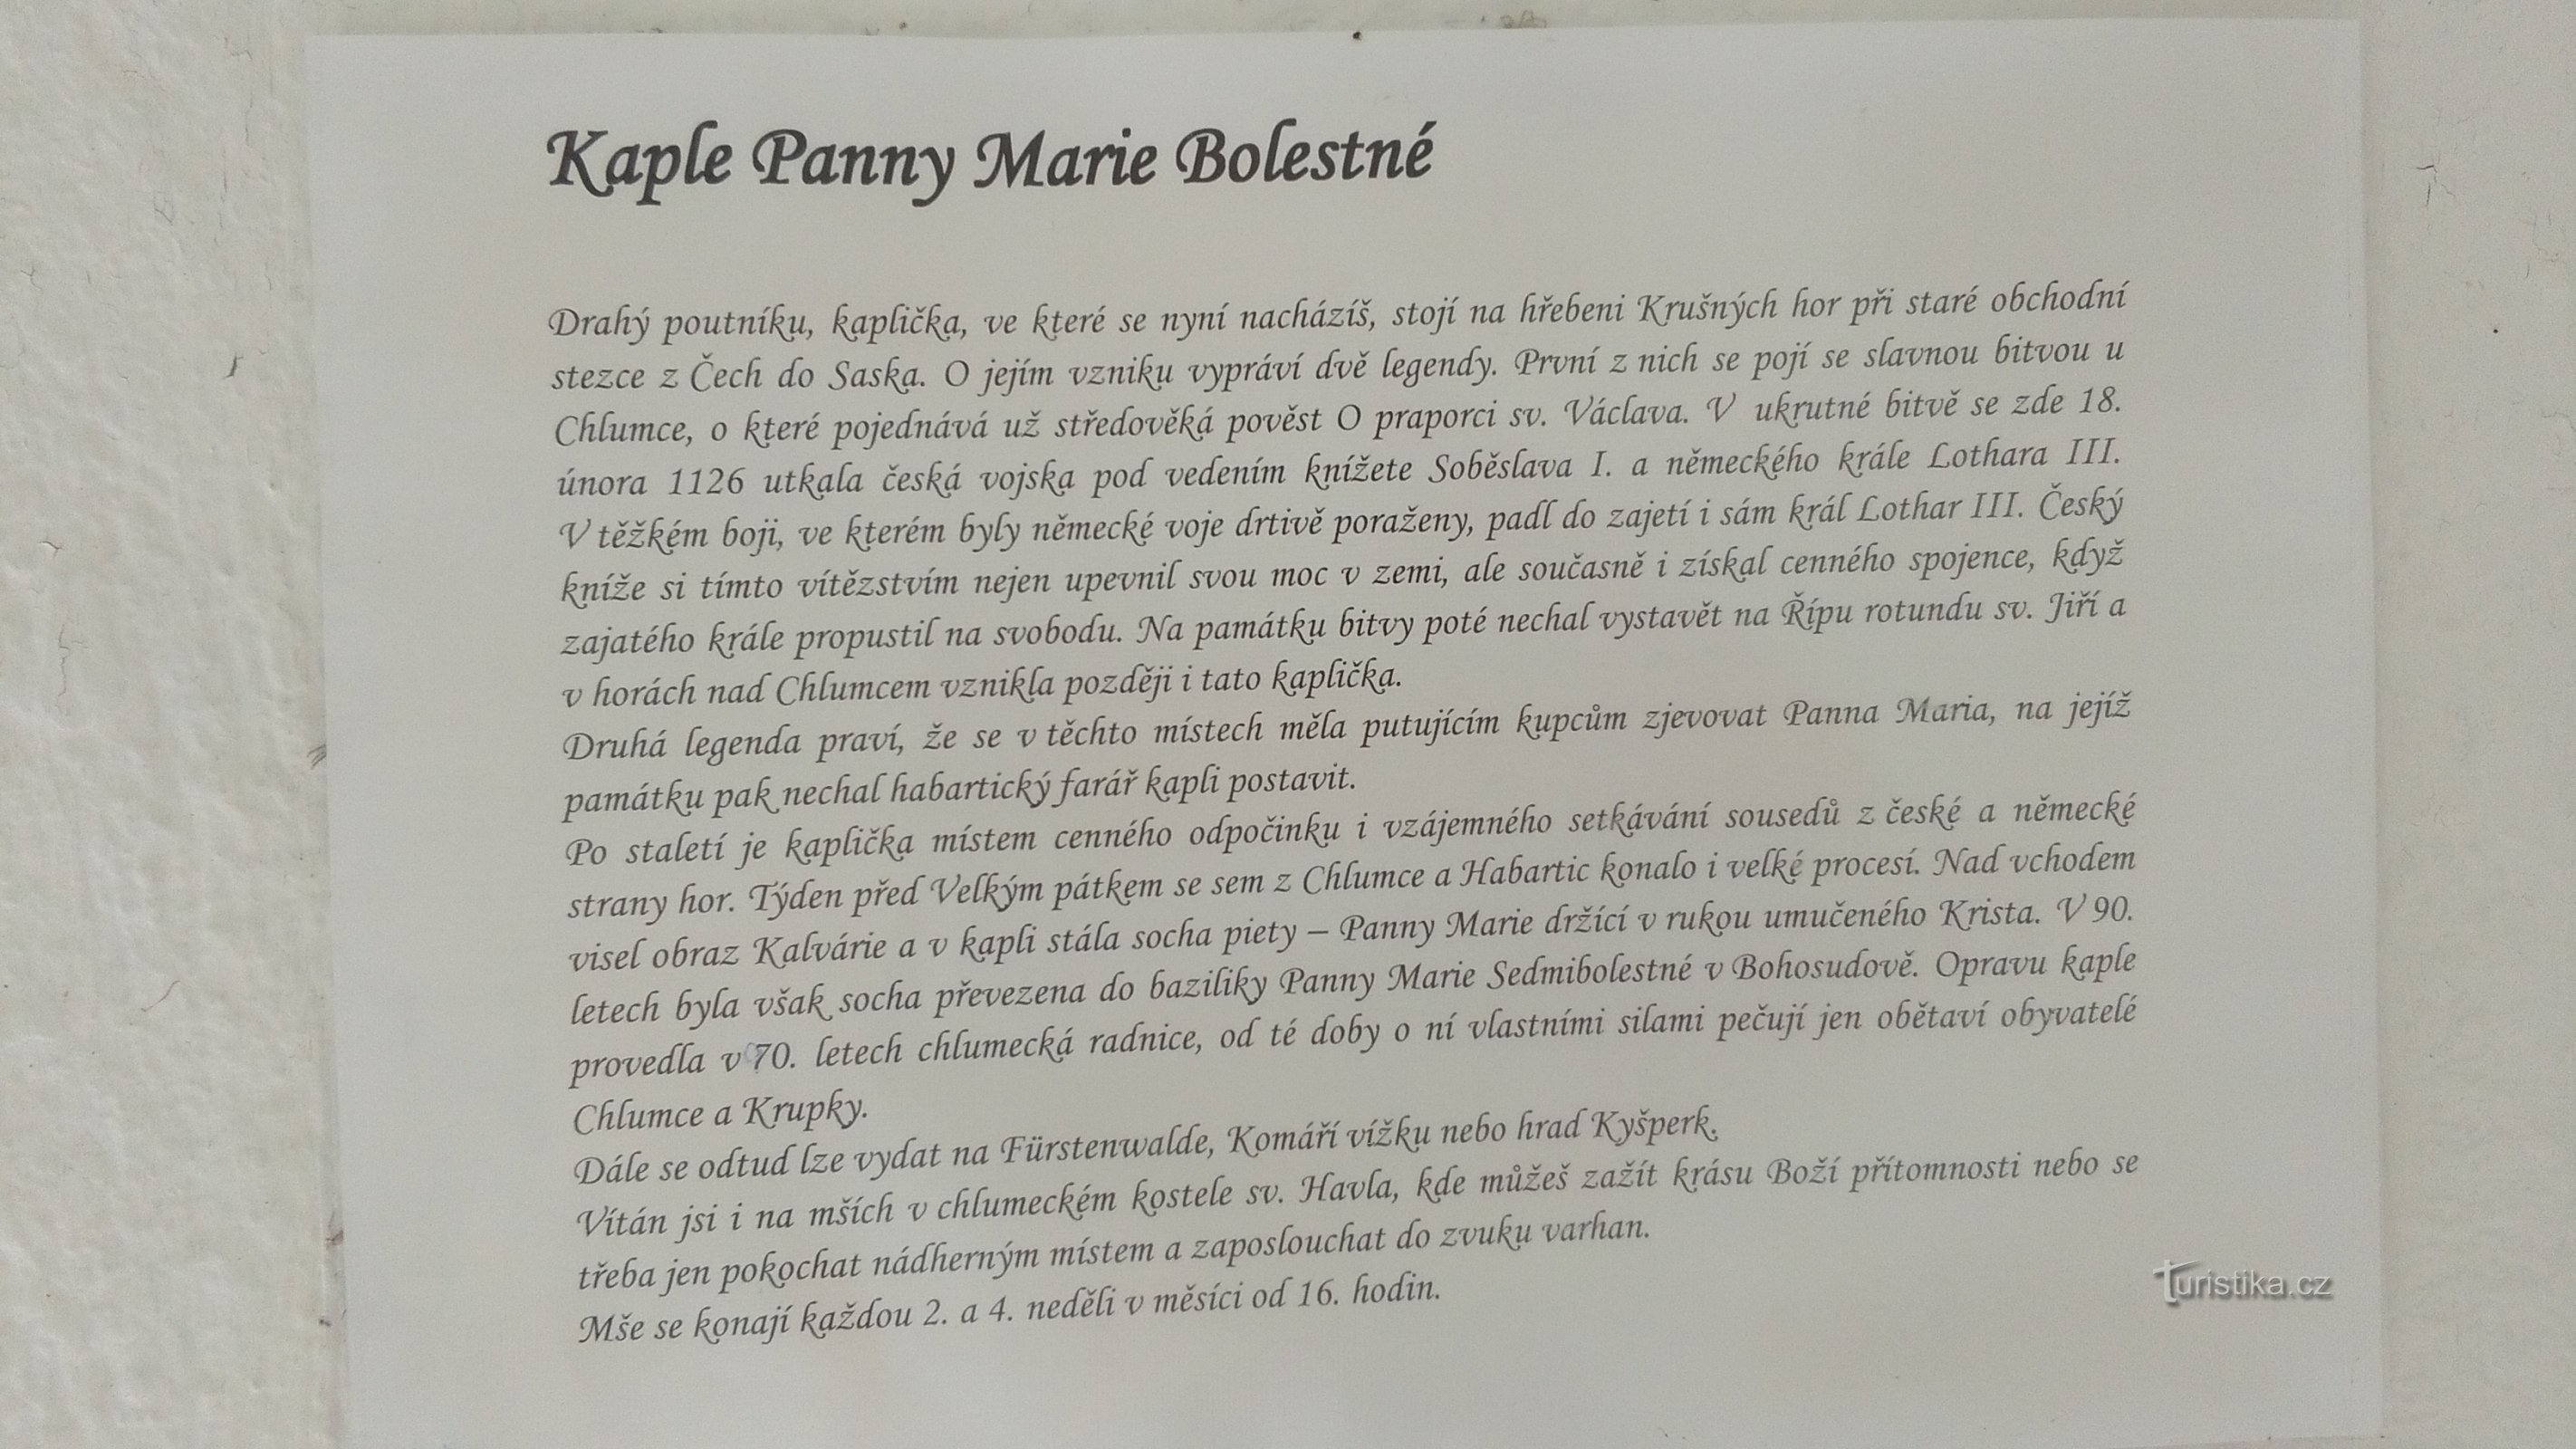 Kaple Panny Marie Bolestné
Drahý poutníku, kaplička, ve které se nyní nacházíš, stojí na hřebeni Krušných hor při staré obchodní
stezce z Čech do Saska. O jejím vzniku vypráví dvě legendy. První z nich se pojí se slavnou bitvou u
Chlumce, o které pojednává už středověká pověst O praporci sv. Václava. V ukrutné bitvě se zde 18.
února 1126 utkala česká vojska pod vedením knížete Soběslava I. a německého krále Lothara III.
V těžkém boji, ve kterém byly německé voje drtivě poraženy, padl do zajetí i sám král Lothar III. Český
kníže si tímto vítězstvím nejen upevnil svou moc v zemi, ale současně i získal cenného spojence, když
zajatého krále propustil na svobodu. Na památku bitvy poté nechal vystavět na Řípu rotundu sv. Jiří a
v horách nad Chlumcem vznikla později i tato kaplička.
Druhá legenda praví, že se v těchto místech měla putujícím kupcům zjevovat Panna Maria, na jejíž
památku pak nechal habartický farář kapli postavit.
Po staletí je kaplička místem cenného odpočinku i vzájemného setkávání sousedů z české a německé
strany hor. Týden před Velkým pátkem se sem z Chlumce a Habartic konalo i velké procesí. Nad vchodem
visel obraz Kalvárie a v kapli stála socha piety – Panny Marie držící v rukou umučeného Krista. V 90.
letech byla však socha převezena do baziliky Panny Marie Sedmibolestné v Bohosudově. Opravu kaple
provedla v 70. letech chlumecká radnice, od té doby o ní vlastními silami pečují jen obětaví obyvatelé
Chlumce a Krupky.
Dále se odtud lze vydat na Fürstenwalde, Komáří vížku nebo hrad Kyšperk.
Vítán jsi i na mších v chlumeckém kostele sv. Havla, kde můžeš zažít krásu Boží přítomnosti nebo se
třeba jen pokochat nádherným místem a zaposlouchat do zvuku varhan.
Mše se konají každou 2. a 4. neděli v měsíci od 16. hodin.
Turistika.cz